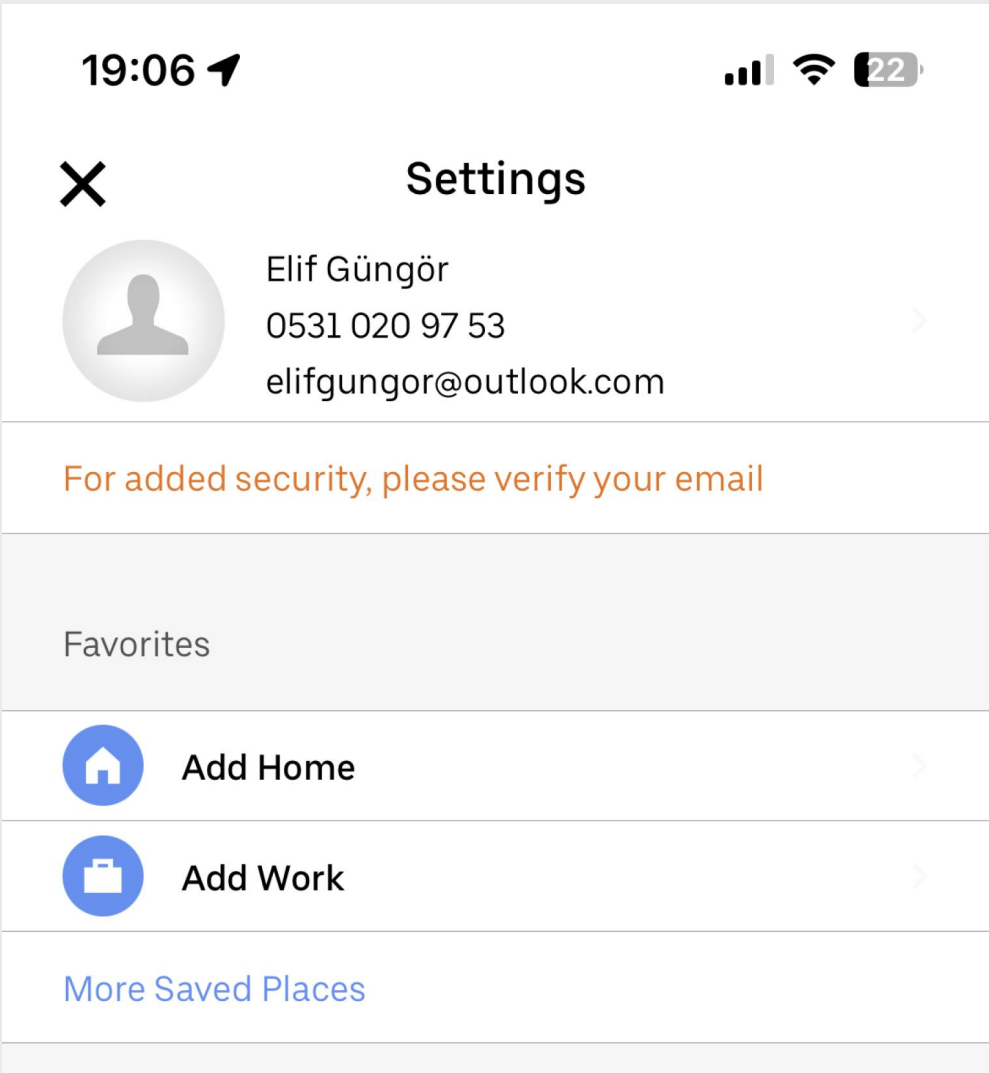 19:06
22
Settings
Elif Güngör
0531 020 97 53
elifgungor@outlook.com
For added security, please verify your email
Favorites
Add Home
Add Work
More Saved Places